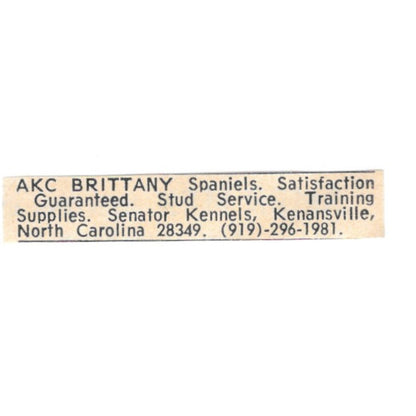 AKC BRITTANY Spaniels. Satisfaction
Guaranteed. Stud Service. Training
Supplies. Senator Kennels, Kenansville,
North Carolina 28349. (919)-296-1981.